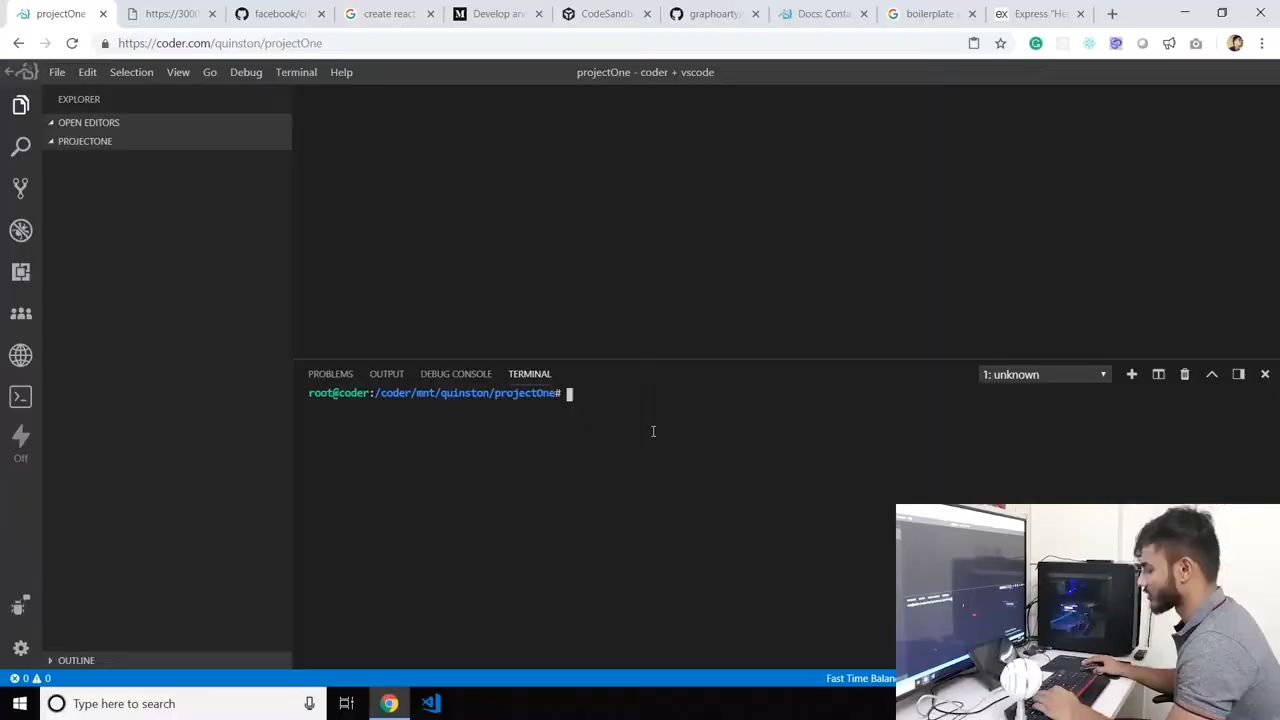 projectOne
https://3000
facebook/cr
create react
Develop and
CodeSandb
graphoarty/
Docs: Conta
boilerplate
Express "He
https://coder.com/quinston/projectOne
File Edit Selection View Go Debug Terminal Help
projectOne - coder + vscode
EXPLORER
OPEN EDITORS
PROJECTONE
PROBLEMS OUTPUT DEBUG CONSOLE TERMINAL
1: unknown
root@coder:/coder/mnt/quinston/projectOne#
Off
OUTLINE
0 0
Fast Time Balan
Type here to search